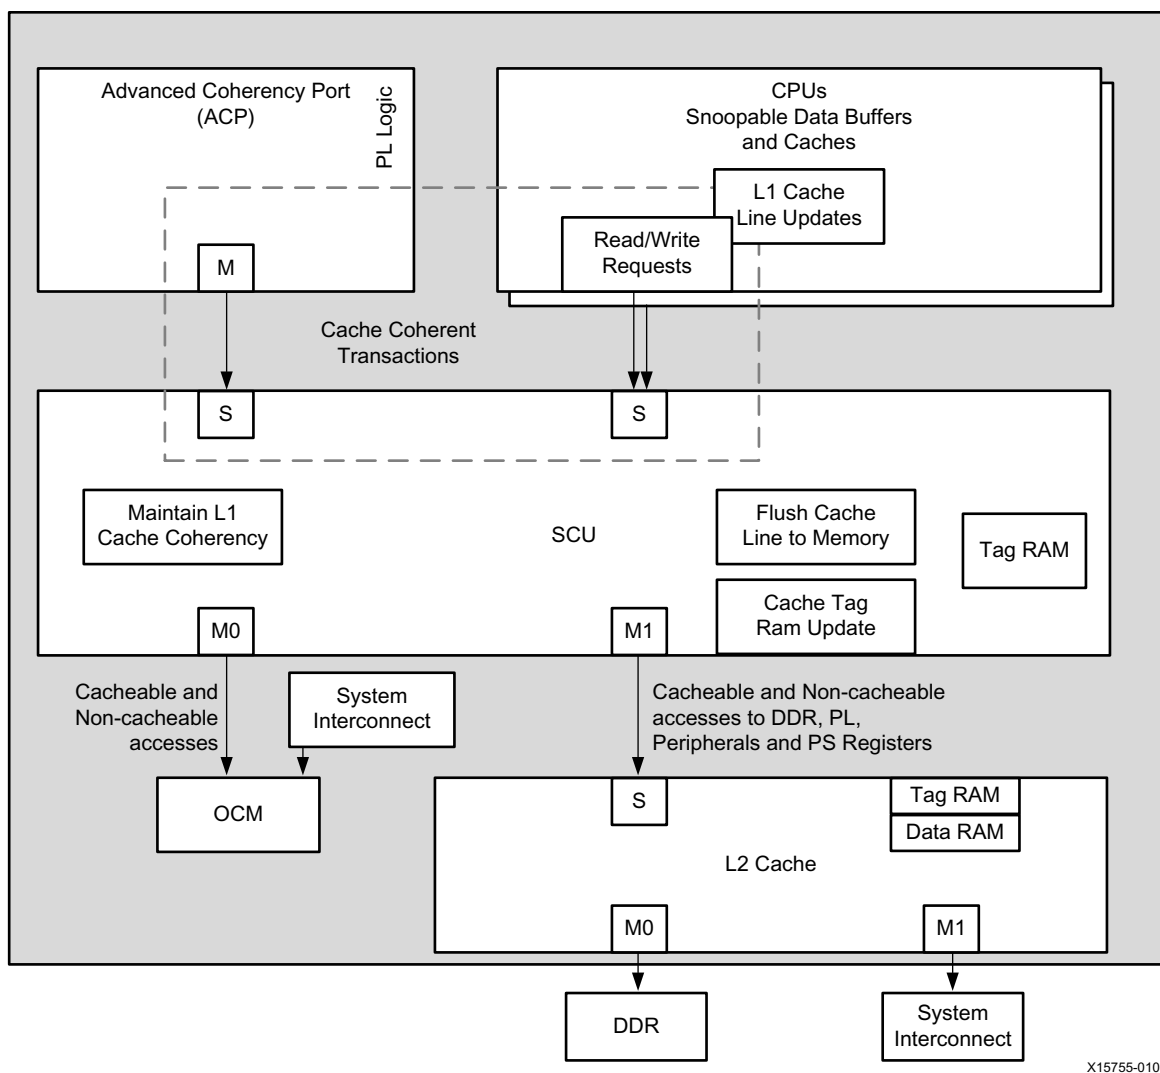 Advanced Coherency Port
(ACP)
PL Logic
M
CPUs
Snoopable Data Buffers
and Caches
L1 Cache
Line Updates
Read/Write
Requests
Cache Coherent
Transactions
S
S
Maintain L1
Cache Coherency
SCU
Flush Cache
Line to Memory
Tag RAM
Cache Tag
Ram Update
M0
M1
Cacheable and
Non-cacheable
accesses
System
Interconnect
Cacheable and Non-cacheable
accesses to DDR, PL,
Peripherals and PS Registers
OCM
S
Tag RAM
Data RAM
L2 Cache
M0
M1
DDR
System
Interconnect
X15755-010